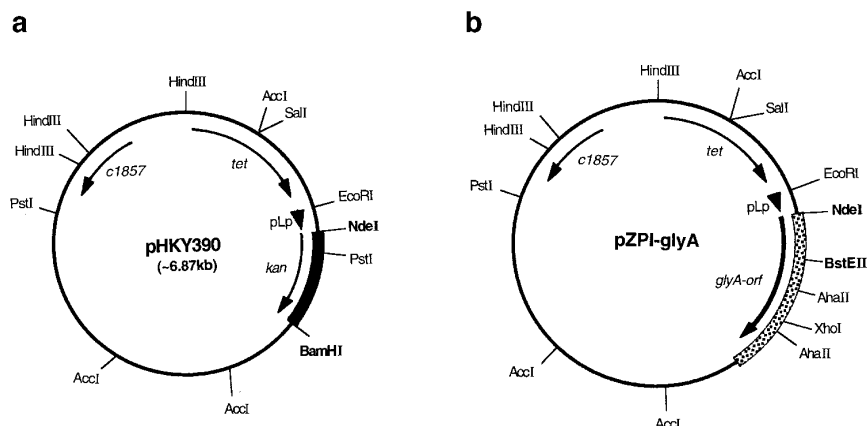 a
HindIII
AccI
SalI
HindIII
HindIII
c1857
tet
PstI
EcoRI
pLp
NdeI
pHKY390
(~6.87kb)
PstI
kan
BamHI
AccI
AccI
b
HindIII
AccI
SalI
HindIII
HindIII
c1857
tet
PstI
EcoRI
pLp
NdeI
pZPI-glyA
BstEII
glyA-orf
AhaII
XhoI
AhaII
AccI
AccI